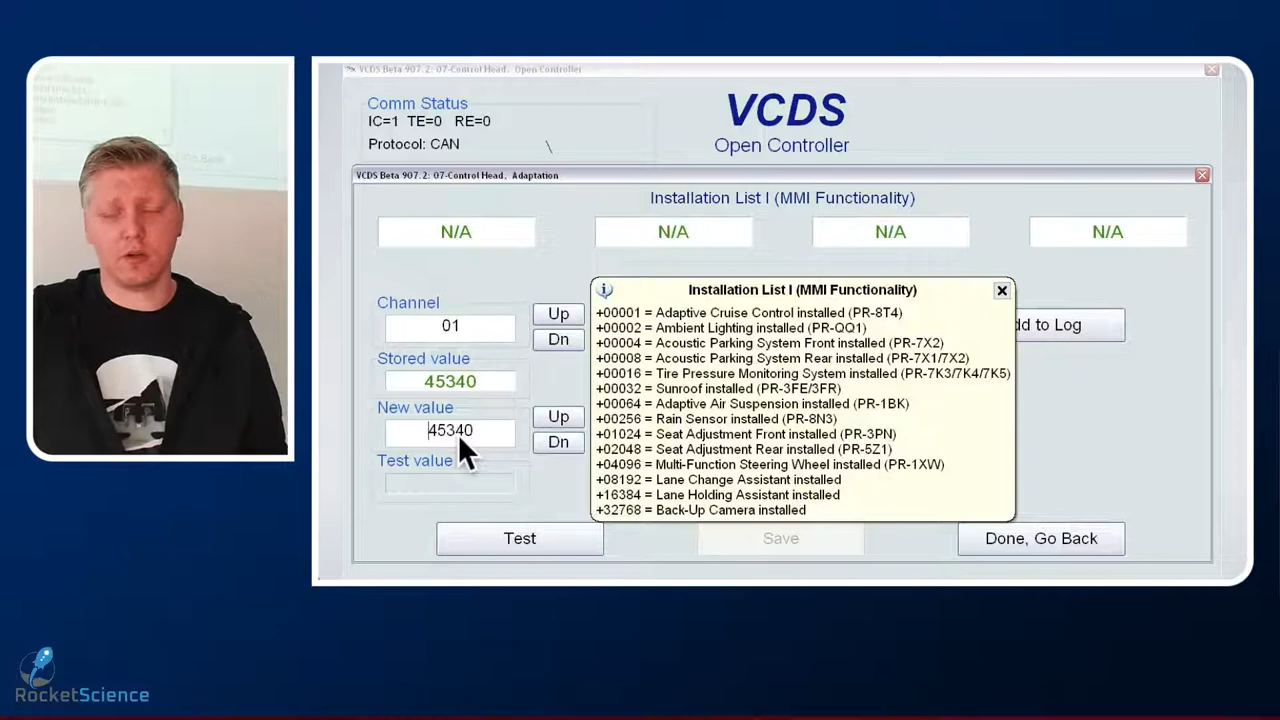 VCDS Beta 907.2: 07-Control Head, Open Controller
Comm Status
IC=1 TE=0 RE=0
Protocol: CAN
\
VCDS
Open Controller
VCDS Beta 907.2: 07-Control Head, Adaptation
Installation List I (MMI Functionality)
N/A
N/A
N/A
N/A
Channel
01
Up
Dn
Stored value
45340
New value
45340
Up
Dn
Test value
Installation List I (MMI Functionality)
+00001 = Adaptive Cruise Control installed (PR-8T4)
+00002 = Ambient Lighting installed (PR-QQ1)
+00004 = Acoustic Parking System Front installed (PR-7X2)
+00008 = Acoustic Parking System Rear installed (PR-7X1/7X2)
+00016 = Tire Pressure Monitoring System installed (PR-7K3/7K4/7K5)
+00032 = Sunroof installed (PR-3FE/3FR)
+00064 = Adaptive Air Suspension installed (PR-1BK)
+00256 = Rain Sensor installed (PR-8N3)
+01024 = Seat Adjustment Front installed (PR-3PN)
+02048 = Seat Adjustment Rear installed (PR-5Z1)
+04096 = Multi-Function Steering Wheel installed (PR-1XW)
+08192 = Lane Change Assistant installed
+16384 = Lane Holding Assistant installed
+32768 = Back-Up Camera installed
to Log
Test
Save
Done, Go Back
RocketScience